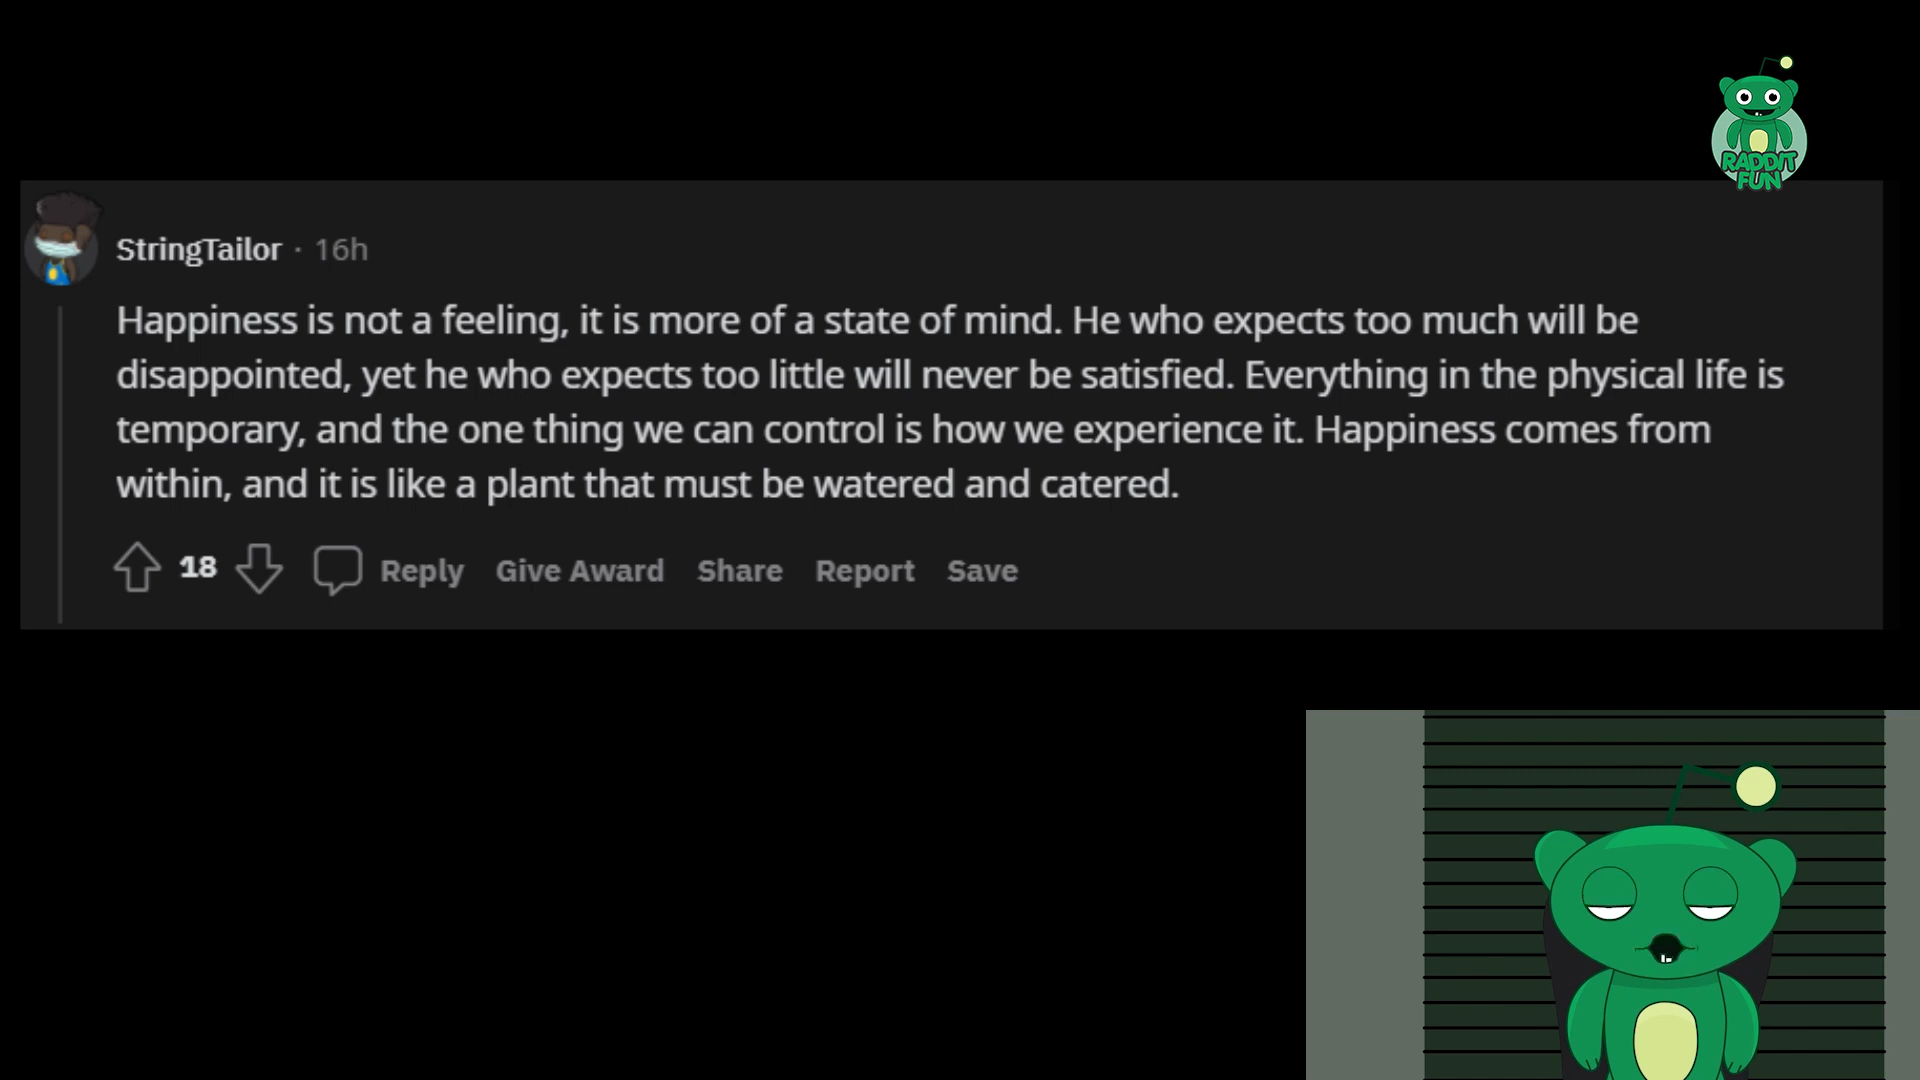 RADDIT
FUN
StringTailor · 16h
Happiness is not a feeling, it is more of a state of mind. He who expects too much will be
disappointed, yet he who expects too little will never be satisfied. Everything in the physical life is
temporary, and the one thing we can control is how we experience it. Happiness comes from
within, and it is like a plant that must be watered and catered.
18 Reply Give Award Share Report Save